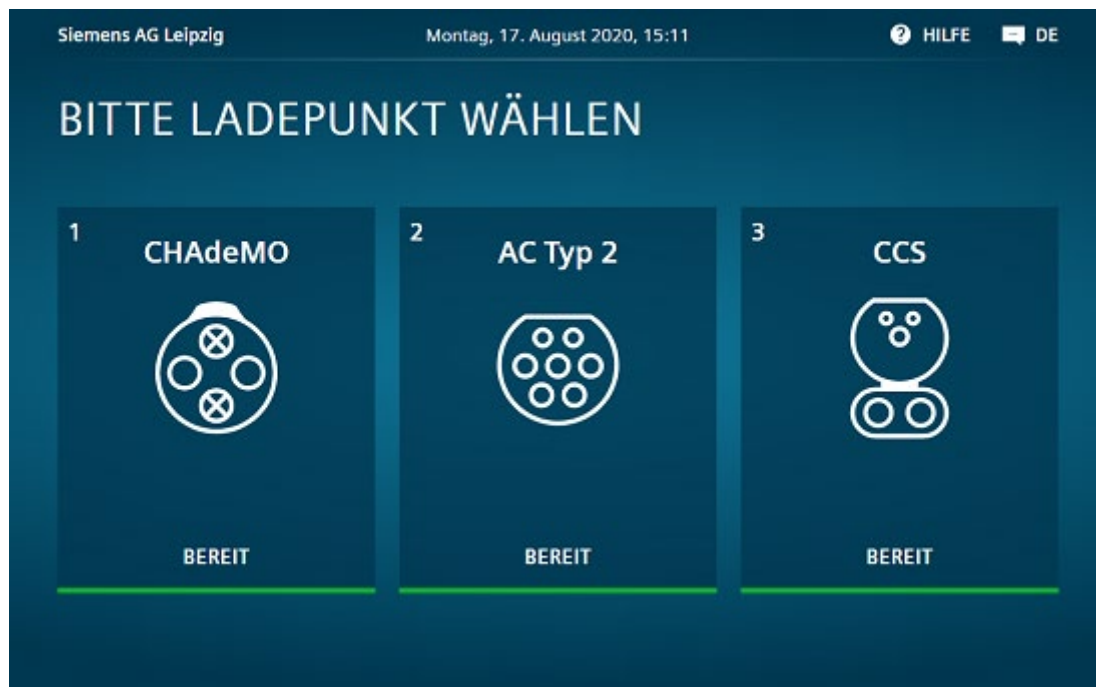 Siemens AG Leipzig Montag, 17. August 2020, 15:11 HILFE DE
BITTE LADEPUNKT WÄHLEN
1 CHAdeMO
BEREIT
2 AC Typ 2
BEREIT
3 CCS
BEREIT